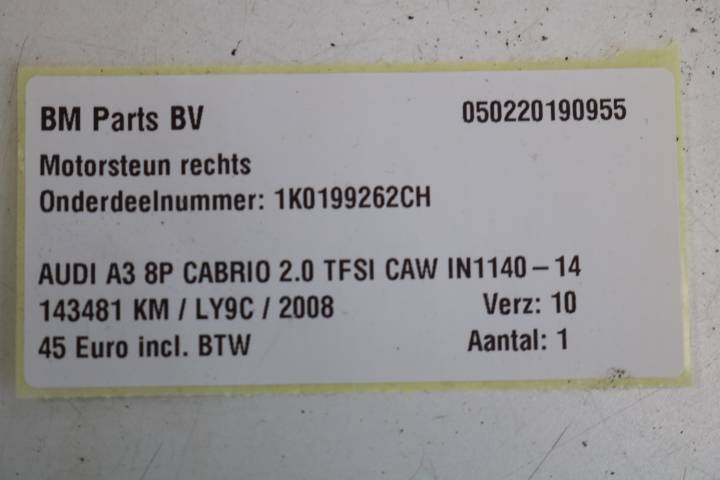 BM Parts BV 050220190955
Motorsteun rechts
Onderdeelnummer: 1K0199262CH
AUDI A3 8P CABRIO 2.0 TFSI CAW IN1140-14
143481 KM / LY9C / 2008 Verz: 10
45 Euro incl. BTW Aantal: 1